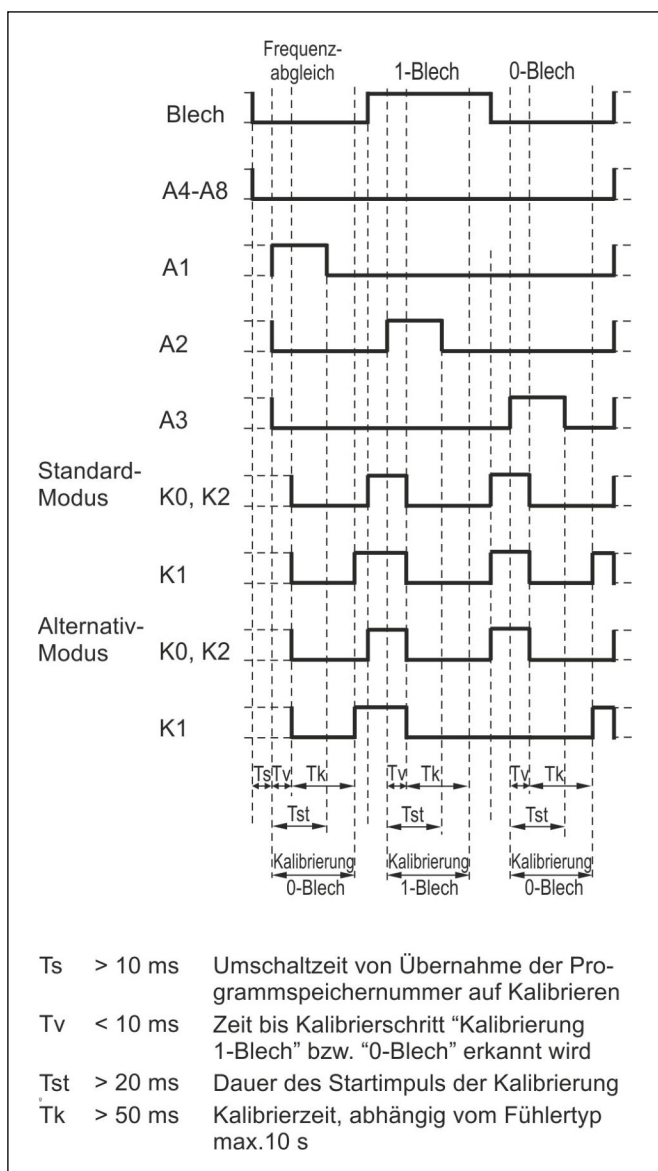 Frequenz-
abgleich
1-Blech
0-Blech
Blech
A4-A8
A1
A2
A3
Standard-
Modus
K0, K2
K1
Alternativ-
Modus
K0, K2
K1
Ts Tv Tk Tv Tk Tv Tk
Tst Tst Tst
Kalibrierung Kalibrierung Kalibrierung
0-Blech 1-Blech 0-Blech
Ts > 10 ms Umschaltzeit von Übernahme der Pro-
grammspeichernummer auf Kalibrieren
Tv < 10 ms Zeit bis Kalibrierschritt “Kalibrierung
1-Blech” bzw. “0-Blech” erkannt wird
Tst > 20 ms Dauer des Startimpuls der Kalibrierung
Tk > 50 ms Kalibrierzeit, abhängig vom Fühlertyp
max.10 s